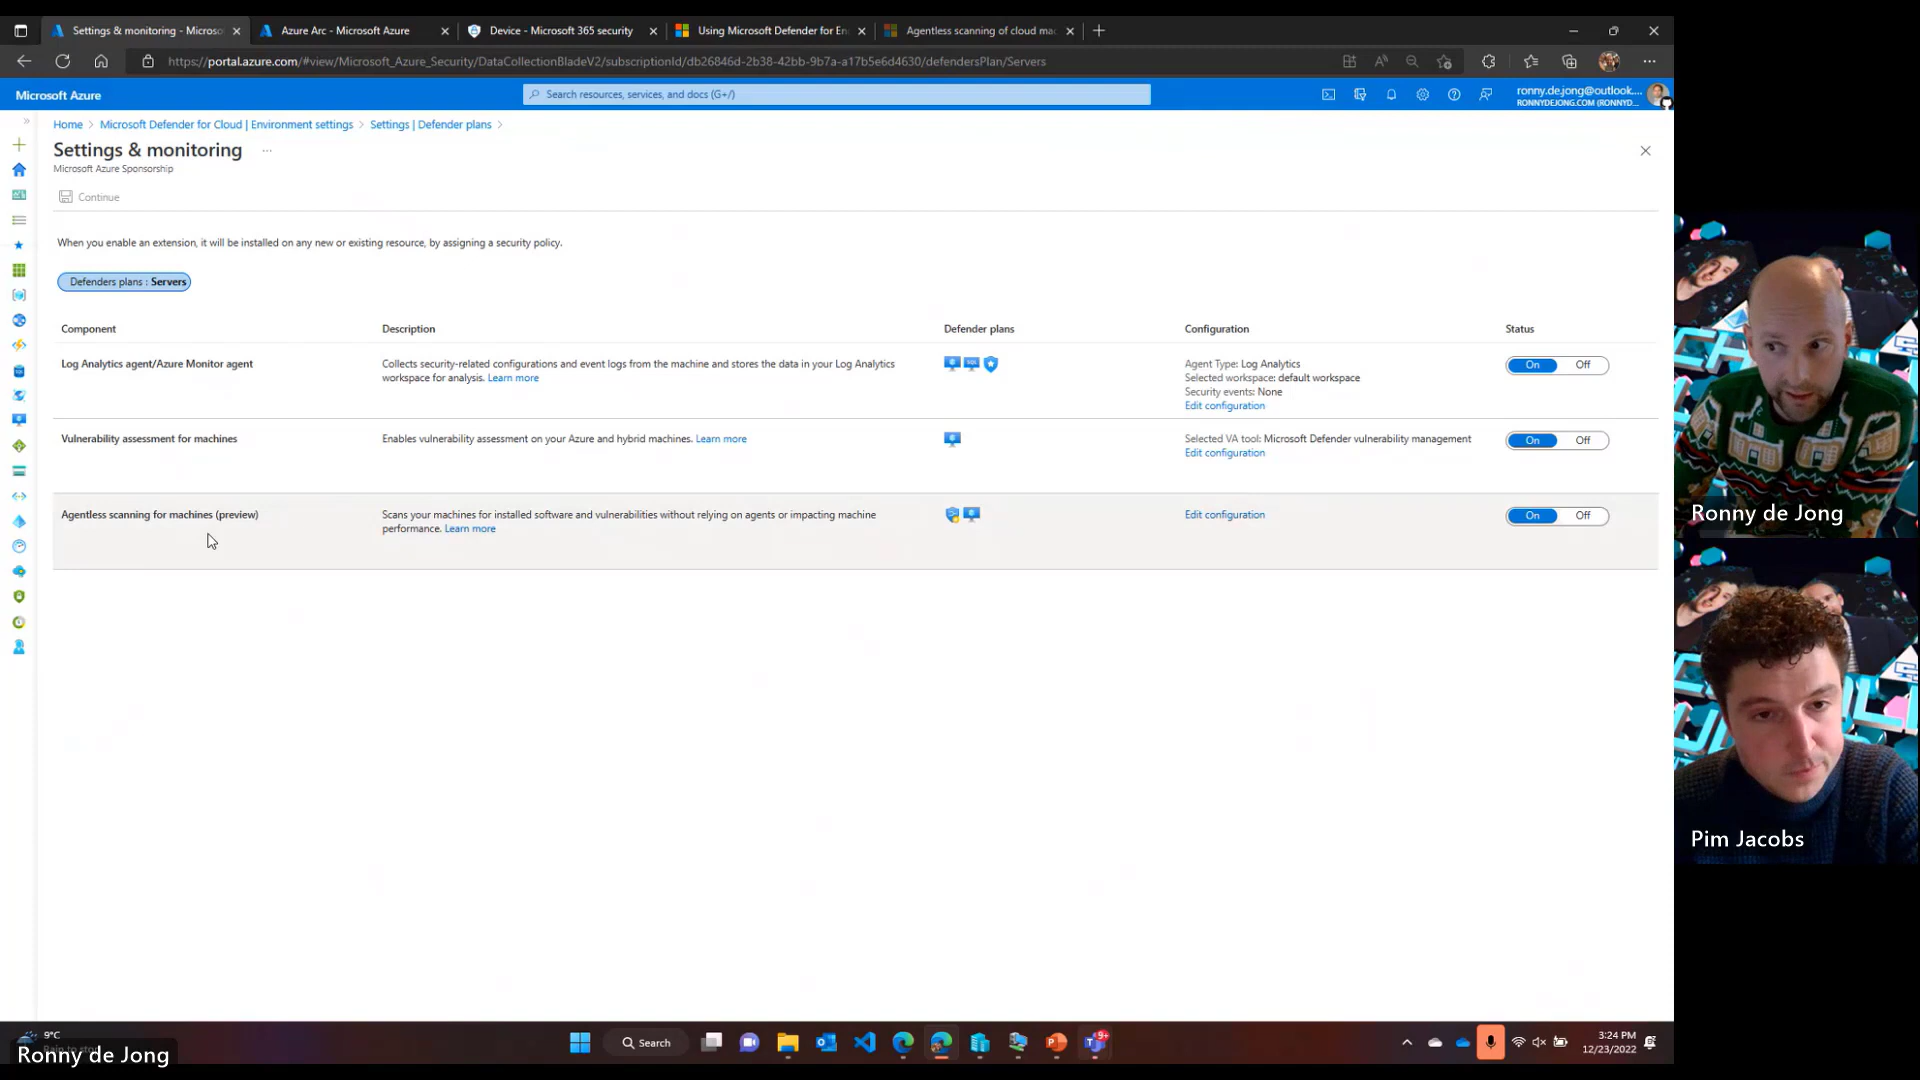 Settings & monitoring - Microso
Azure Arc - Microsoft Azure
Device - Microsoft 365 security
Using Microsoft Defender for En
Agentless scanning of cloud mac
https://portal.azure.com/#view/Microsoft_Azure_Security/DataCollectionBladeV2/subscriptionId/db26846d-2b38-42bb-9b7a-a17b5e6d4630/defendersPlan/Servers
Microsoft Azure
Search resources, services, and docs (G+/)
ronny.de.jong@outlook....
RONNYDEJONG.COM (RONNYD...
Home > Microsoft Defender for Cloud | Environment settings > Settings | Defender plans >
Settings & monitoring ...
Microsoft Azure Sponsorship
Continue
When you enable an extension, it will be installed on any new or existing resource, by assigning a security policy.
Defenders plans : Servers
Component Description Defender plans Configuration Status
Log Analytics agent/Azure Monitor agent
Collects security-related configurations and event logs from the machine and stores the data in your Log Analytics
workspace for analysis. Learn more
SQL
Agent Type: Log Analytics
Selected workspace: default workspace
Security events: None
Edit configuration
On Off
Vulnerability assessment for machines
Enables vulnerability assessment on your Azure and hybrid machines. Learn more
Selected VA tool: Microsoft Defender vulnerability management
Edit configuration
On Off
Agentless scanning for machines (preview)
Scans your machines for installed software and vulnerabilities without relying on agents or impacting machine
performance. Learn more
Edit configuration
On Off
Ronny de Jong
Pim Jacobs
9°C
Ronny de Jong
Search
9+
3:24 PM
12/23/2022